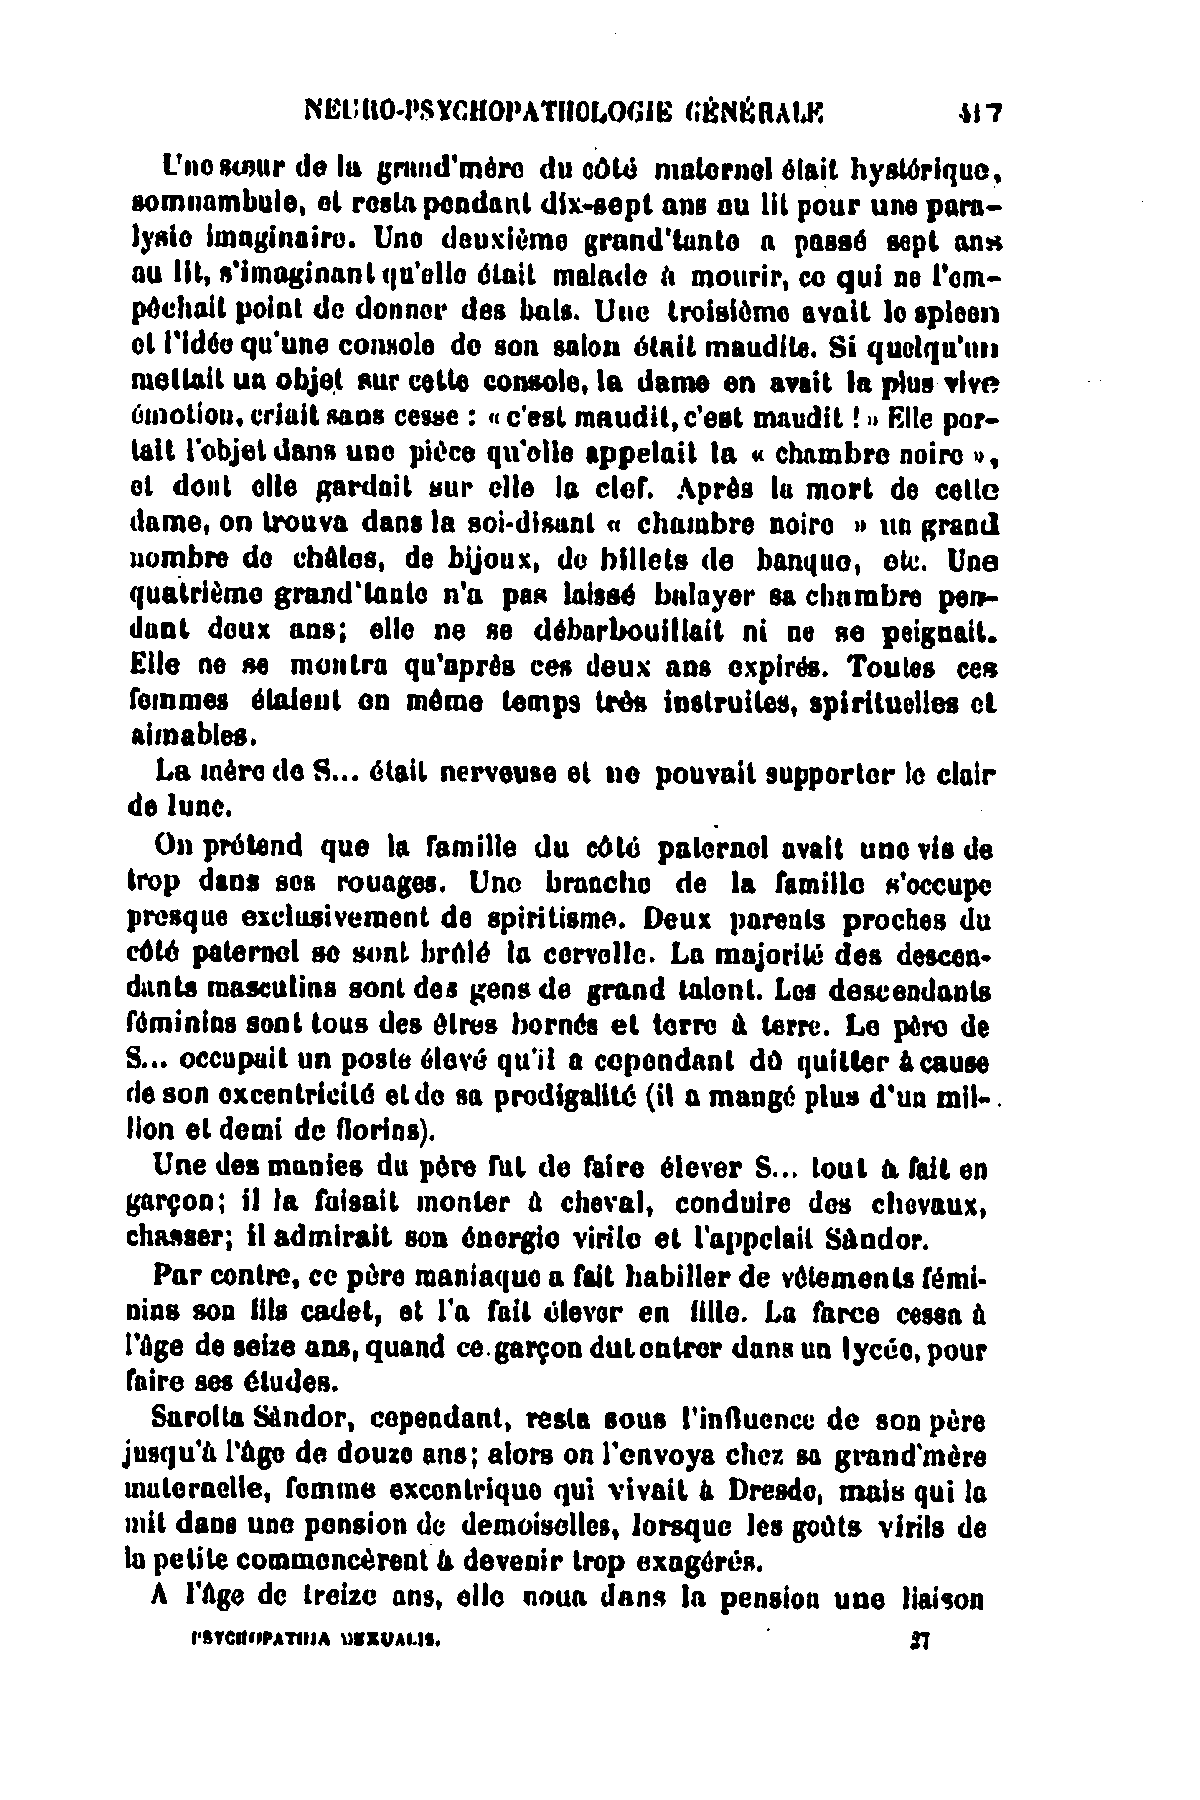 NEURO-PSYCHOPATHOLOGIE GÉNÉRALE 417
Une sœur de la grand'mère du côté maternel était hystérique,
somnambule, et resta pendant dix-sept ans au lit pour une para-
lysie imaginaire. Une deuxième grand'tante a passé sept ans
au lit, s'imaginant qu'elle était malade à mourir, ce qui ne l'em-
pêchait point de donner des bals. Une troisième avait le spleen
et l'idée qu'une console de son salon était maudite. Si quelqu'un
mettait un objet sur cette console, la dame en avait la plus vive
émotion, criait sans cesse : « c'est maudit, c'est maudit ! » Elle por-
tait l'objet dans une pièce qu'elle appelait la « chambre noire »,
et dont elle gardait sur elle la clef. Après la mort de cette
dame, on trouva dans la soi-disant « chambre noire » un grand
nombre de châles, de bijoux, de billets de banque, etc. Une
quatrième grand'tante n'a pas laissé balayer sa chambre pen-
dant deux ans; elle ne se débarbouillait ni ne se peignait.
Elle ne se montra qu'après ces deux ans expirés. Toutes ces
femmes étaient en même temps très instruites, spirituelles et
aimables.
La mère de S... était nerveuse et ne pouvait supporter le clair
de lune.
On prétend que la famille du côté paternel avait une vis de
trop dans ses rouages. Une branche de la famille s'occupe
presque exclusivement de spiritisme. Deux parents proches du
côté paternel se sont brûlé la cervelle. La majorité des descen-
dants masculins sont des gens de grand talent. Les descendants
féminins sont tous des êtres bornés et terre à terre. Le père de
S... occupait un poste élevé qu'il a cependant dû quitter à cause
de son excentricité et de sa prodigalité (il a mangé plus d'un mil-
lion et demi de florins).
Une des manies du père fut de faire élever S... tout à fait en
garçon; il la faisait monter à cheval, conduire des chevaux,
chasser; il admirait son énergie virile et l'appelait Sàndor.
Par contre, ce père maniaque a fait habiller de vêtements fémi-
nins son fils cadet, et l'a fait élever en fille. La farce cessa à
l'âge de seize ans, quand ce garçon dut entrer dans un lycée, pour
faire ses études.
Sarolta Sàndor, cependant, resta sous l'influence de son père
jusqu'à l'âge de douze ans; alors on l'envoya chez sa grand'mère
maternelle, femme excentrique qui vivait à Dresde, mais qui la
mit dans une pension de demoiselles, lorsque les goûts virils de
la petite commencèrent à devenir trop exagérés.
A l'âge de treize ans, elle noua dans la pension une liaison
PSYCHOPATHIA SEXUALIS. 27